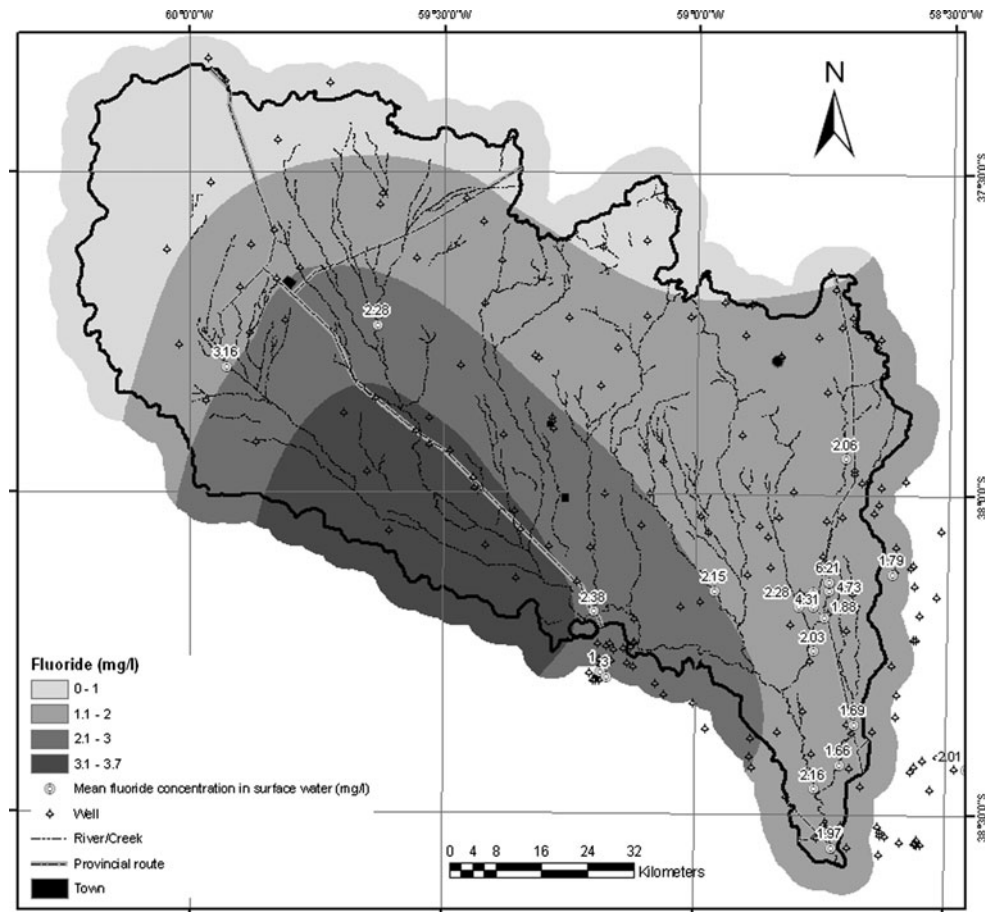 60°0'0"W 59°30'0"W 59°0'0"W 58°30'0"W
N
37°30'0"S
2.28
3.16
2.06
38°0'0"S
1.79
6.21
2.15
4.73
2.28 4.31
1.88
2.38
2.03
1 3
1.69
1.66
2.01
2.16
1.97
38°30'0"S
Fluoride (mg/l)
0 - 1
1.1 - 2
2.1 - 3
3.1 - 3.7
Mean fluoride concentration in surface water (mg/l)
Well
River/Creek
Provincial route
Town
0 2 4 6 8 16 24 32
Kilometers